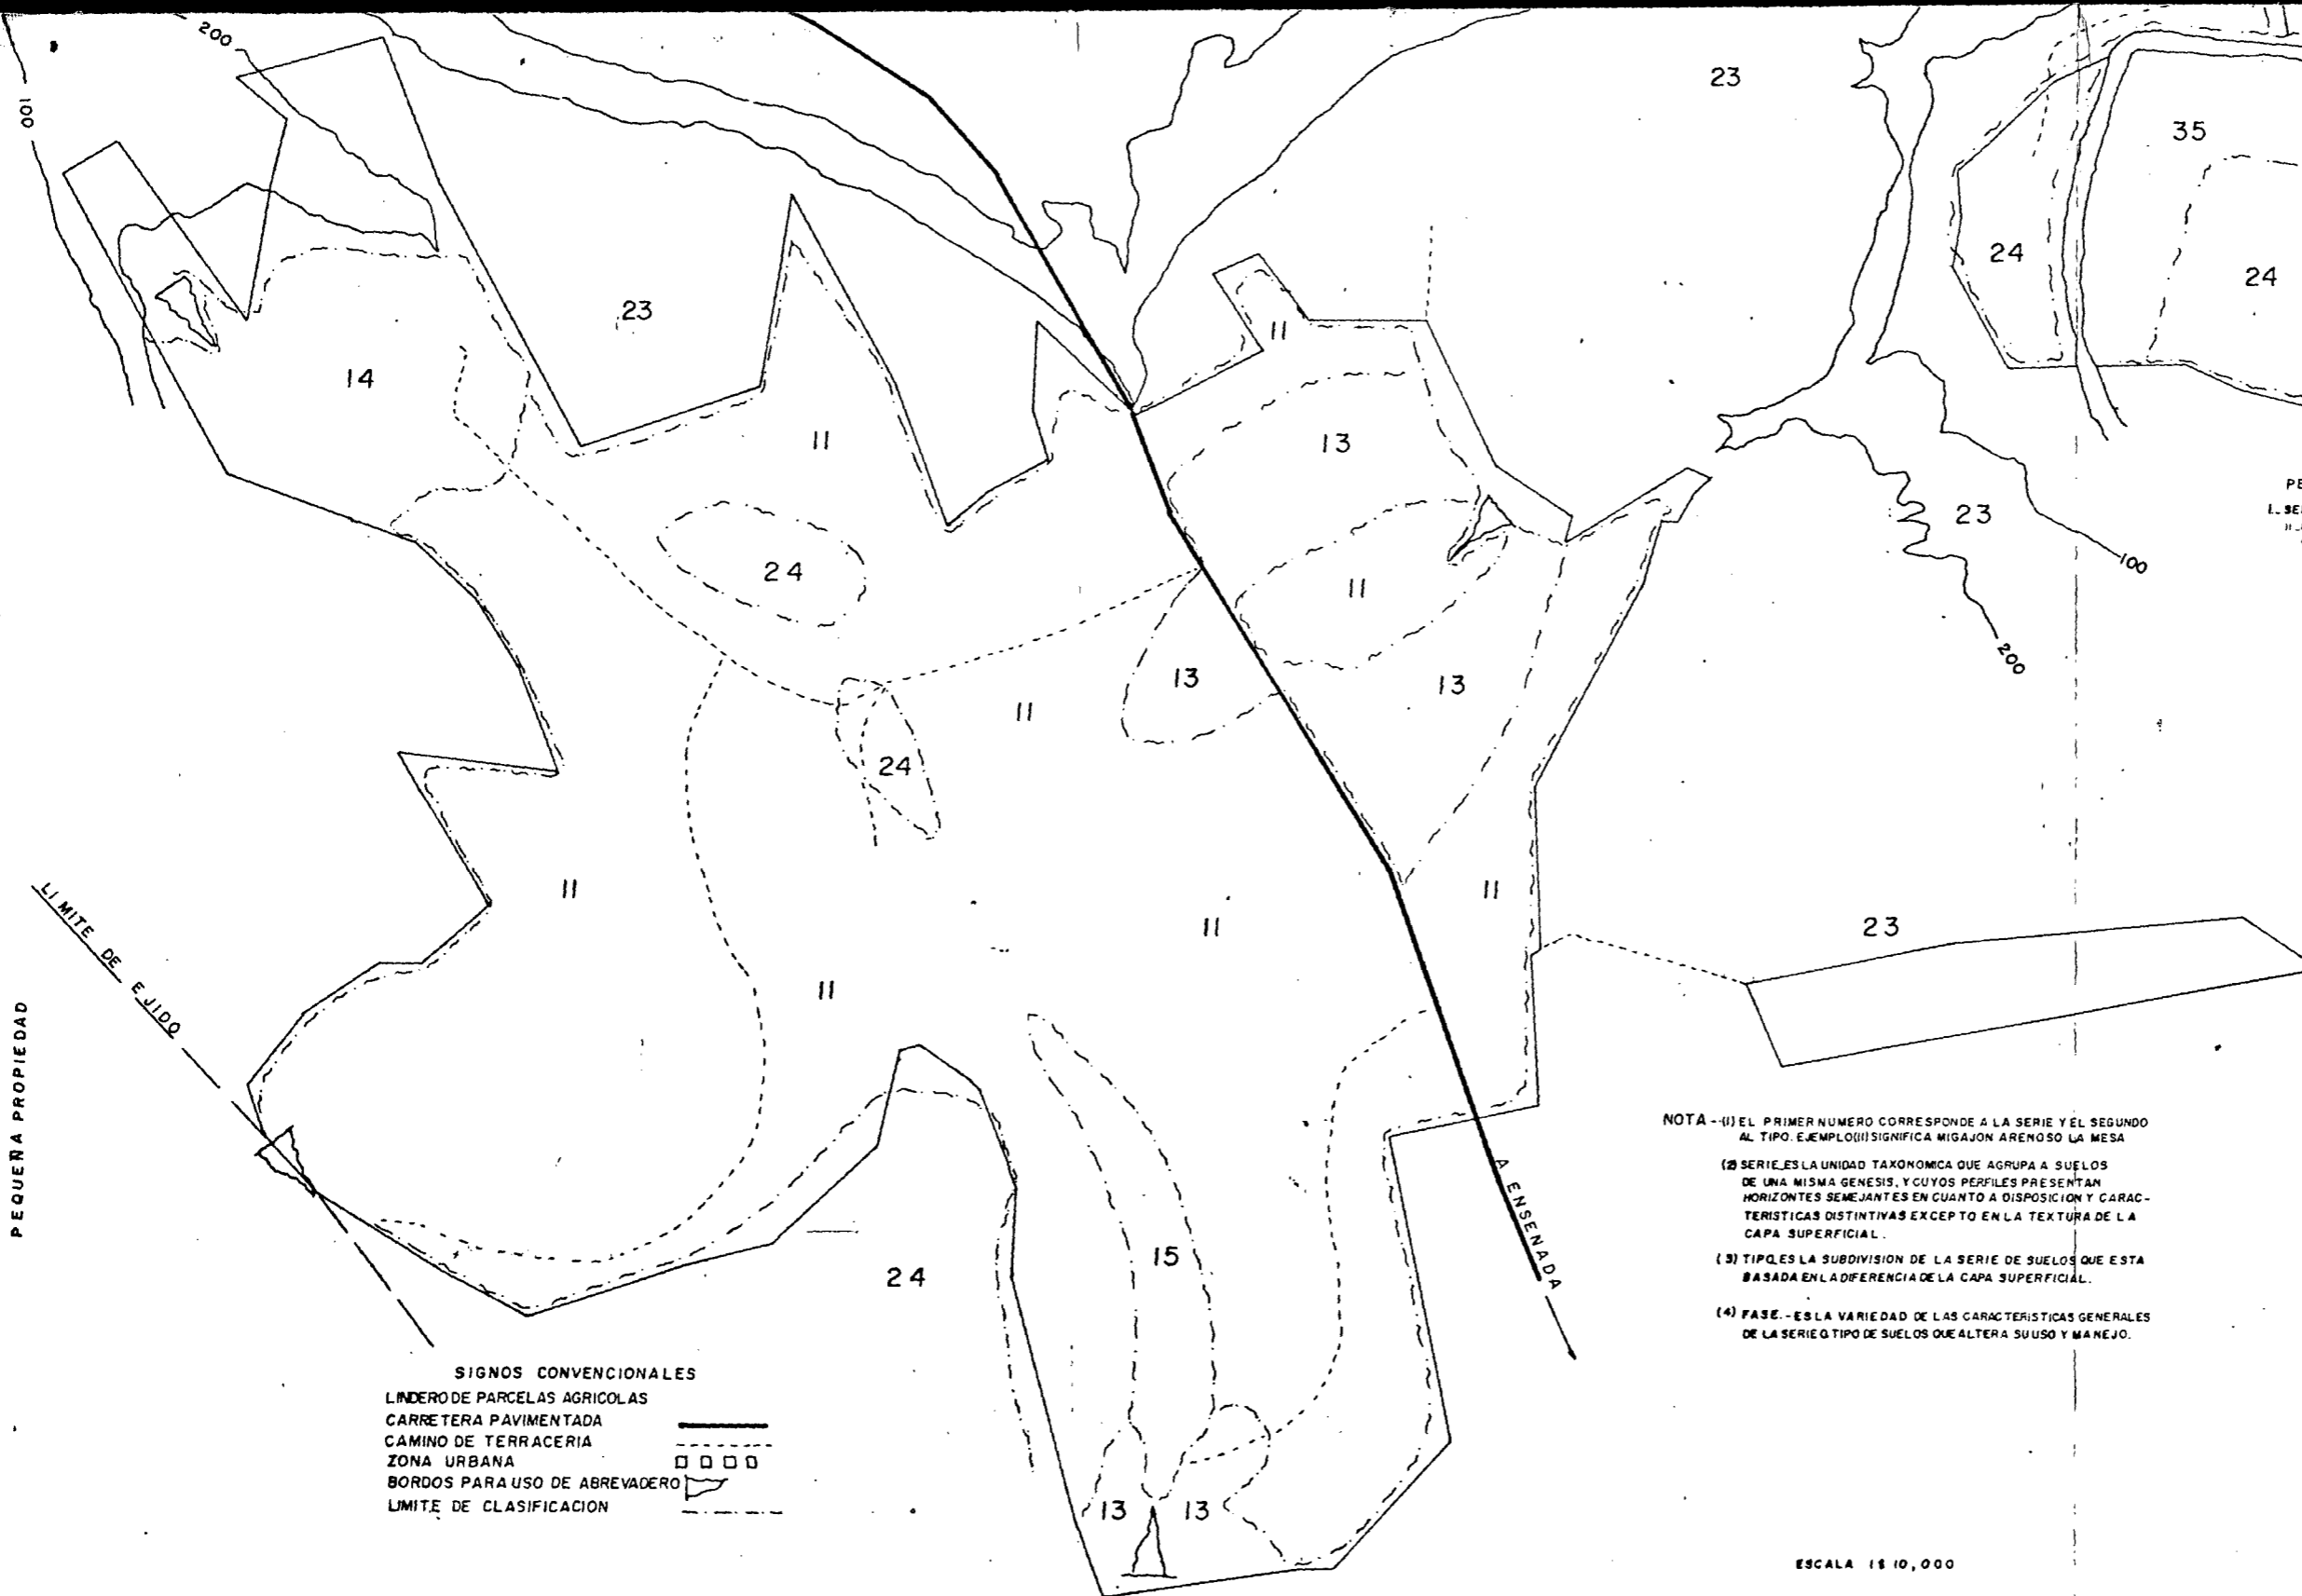 200
23
100
35
14
23
24
24
11
11
13
PE
I.-SE
II.-
24
23
11
100
13
13
200
11
24
11
11
11
23
LIMITE DE EJIDO
11
PEQUEÑA PROPIEDAD
NOTA --(1) EL PRIMER NUMERO CORRESPONDE A LA SERIE Y EL SEGUNDO
AL TIPO. EJEMPLO(11) SIGNIFICA MIGAJON ARENOSO LA MESA
(2) SERIE.ES LA UNIDAD TAXONOMICA QUE AGRUPA A SUELOS
DE UNA MISMA GENESIS, Y CUYOS PERFILES PRESENTAN
HORIZONTES SEMEJANTES EN CUANTO A DISPOSICION Y CARAC-
TERISTICAS DISTINTIVAS EXCEPTO EN LA TEXTURA DE LA
CAPA SUPERFICIAL.
(3) TIPO.ES LA SUBDIVISION DE LA SERIE DE SUELOS QUE ESTA
BASADA EN LA DIFERENCIA DE LA CAPA SUPERFICIAL.
(4) FASE.-ES LA VARIEDAD DE LAS CARACTERISTICAS GENERALES
DE LA SERIE O TIPO DE SUELOS QUE ALTERA SU USO Y MANEJO.
A ENSENADA
15
24
SIGNOS CONVENCIONALES
LINDERO DE PARCELAS AGRICOLAS
CARRETERA PAVIMENTADA
CAMINO DE TERRACERIA
ZONA URBANA
BORDOS PARA USO DE ABREVADERO
LIMITE DE CLASIFICACION
13
13
ESCALA 1:10,000